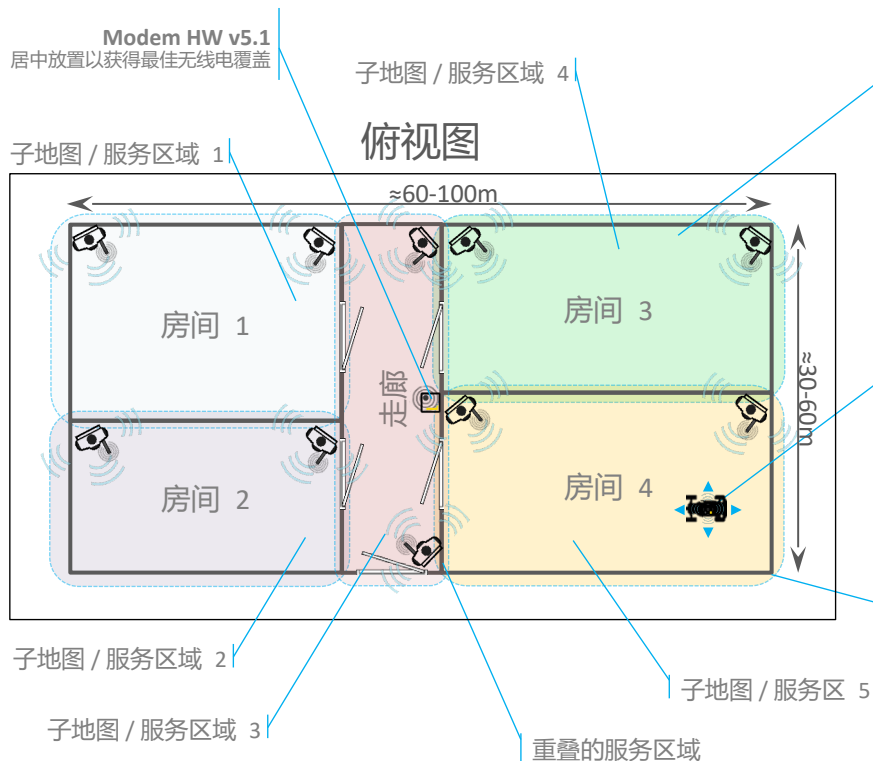 Modem HW v5.1
居中放置以获得最佳无线电覆盖
子地图 / 服务区域 4
俯视图
子地图 / 服务区域 1
≈60-100m
房间 1
房间 3
走廊
≈30-60m
房间 2
房间 4
子地图 / 服务区域 2
子地图 / 服务区 5
子地图 / 服务区域 3
重叠的服务区域